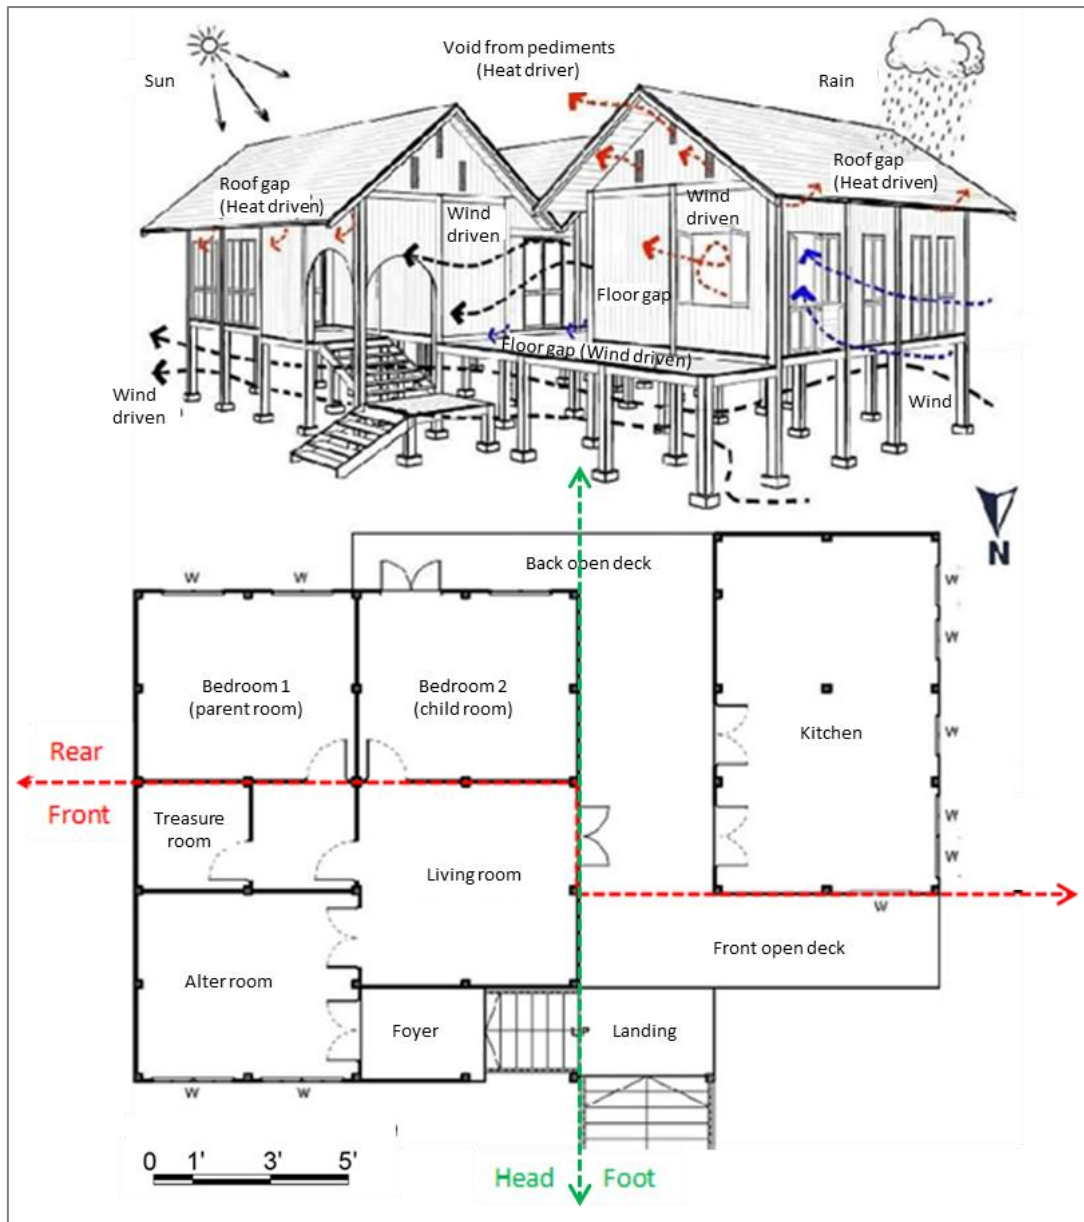 Void from pediments
(Heat driver)
Sun
Rain
Roof gap
(Heat driven)
Roof gap
(Heat driven)
Wind
driven
Wind
driven
Floor gap
Floor gap (Wind driven)
Wind
driven
Wind
N
Back open deck
W
W
W
W
Bedroom 1
(parent room)
Bedroom 2
(child room)
Kitchen
W
Rear
Front
Treasure
room
W
W
Living room
W
Front open deck
Alter room
Foyer
UP
Landing
W
W
0 1' 3' 5'
Head
Foot